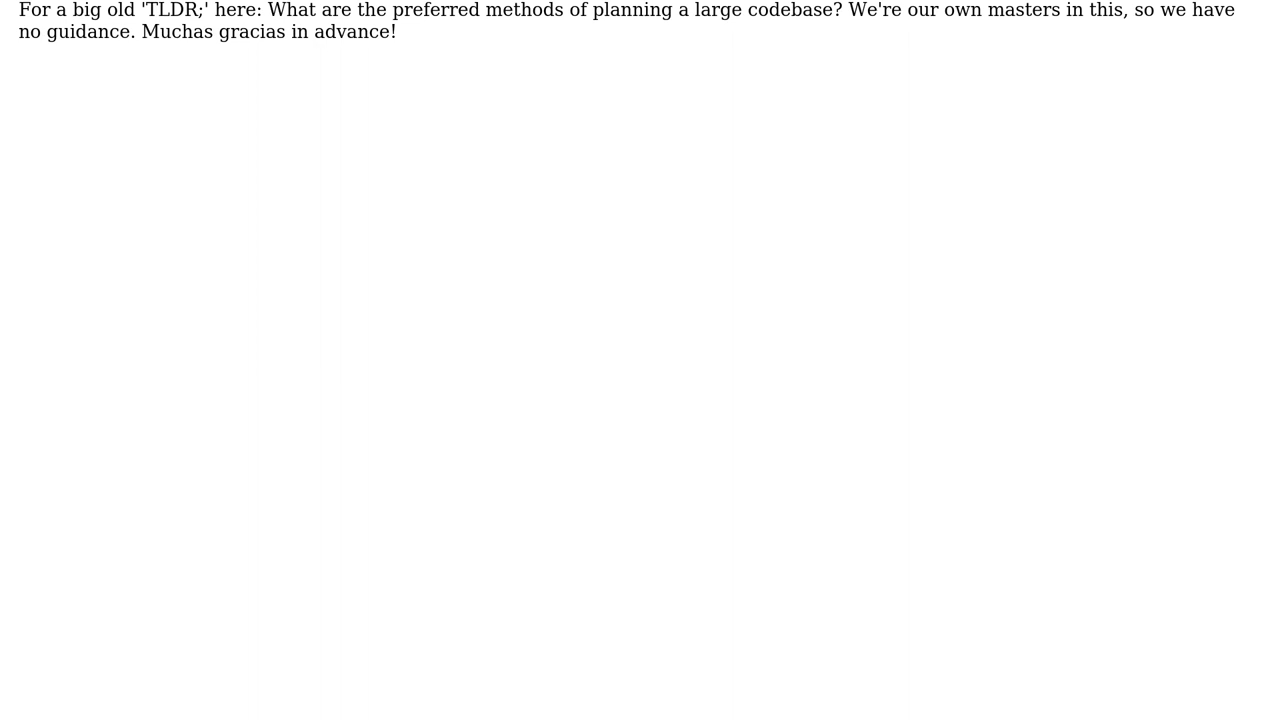 For a big old 'TLDR;' here: What are the preferred methods of planning a large codebase? We're our own masters in this, so we have
no guidance. Muchas gracias in advance!